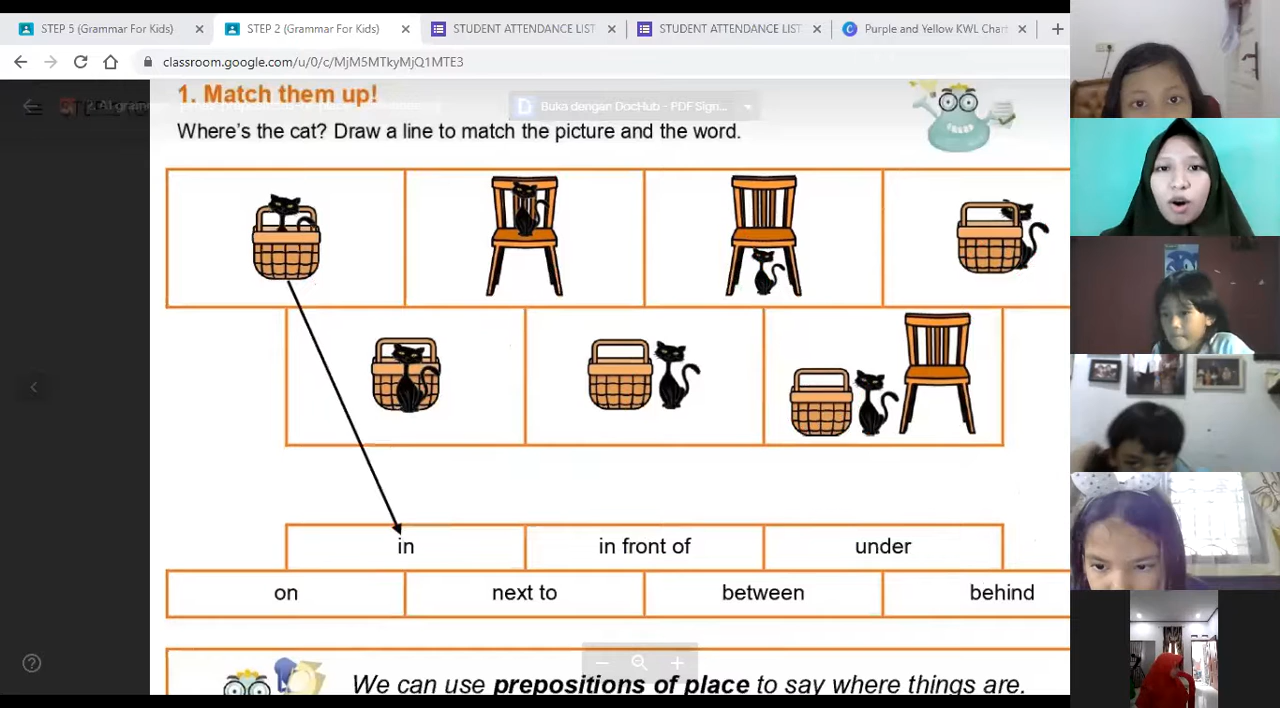 STEP 5 (Grammar For Kids)
STEP 2 (Grammar For Kids)
STUDENT ATTENDANCE LIST
STUDENT ATTENDANCE LIST
Purple and Yellow KWL Chart
classroom.google.com/u/0/c/MjM5MTkyMjQ1MTE3
Buka dengan DocHub - PDF Sign...
1. Match them up!
Where's the cat? Draw a line to match the picture and the word.
in
in front of
under
on
next to
between
behind
We can use prepositions of place to say where things are.